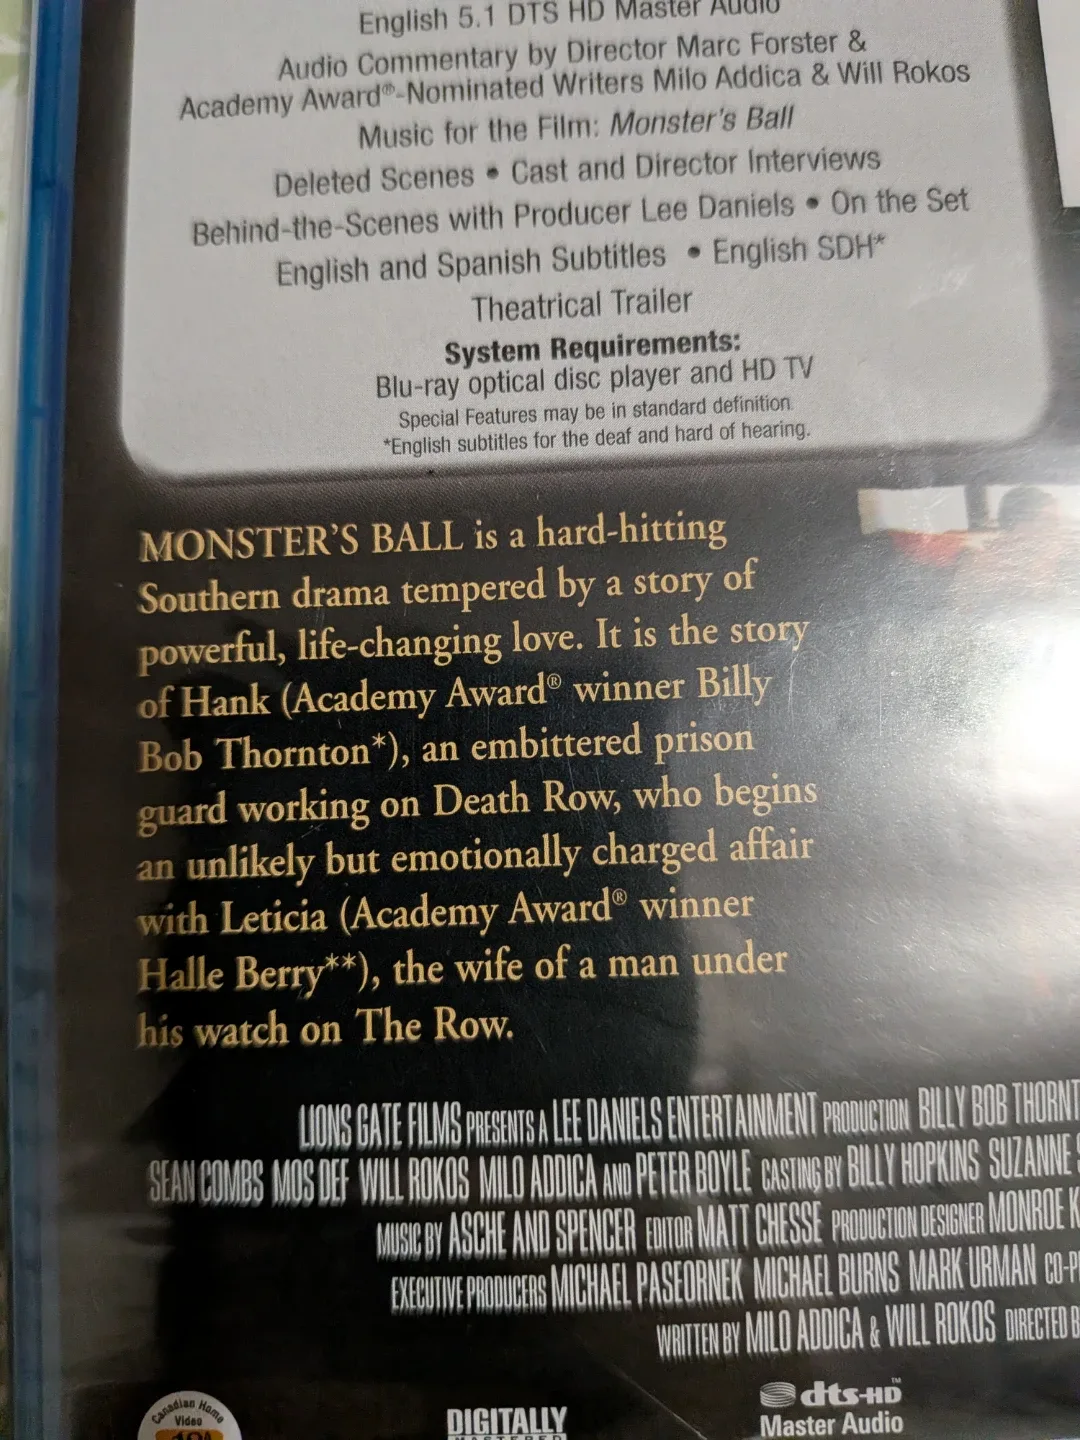 English 5.1 DTS HD Master Audio
Audio Commentary by Director Marc Forster &
Academy Award®-Nominated Writers Milo Addica & Will Rokos
Music for the Film: Monster's Ball
Deleted Scenes • Cast and Director Interviews
Behind-the-Scenes with Producer Lee Daniels • On the Set
English and Spanish Subtitles • English SDH*
Theatrical Trailer
System Requirements:
Blu-ray optical disc player and HD TV
Special Features may be in standard definition.
*English subtitles for the deaf and hard of hearing.
MONSTER'S BALL is a hard-hitting
Southern drama tempered by a story of
powerful, life-changing love. It is the story
of Hank (Academy Award® winner Billy
Bob Thornton*), an embittered prison
guard working on Death Row, who begins
an unlikely but emotionally charged affair
with Leticia (Academy Award® winner
Halle Berry**), the wife of a man under
his watch on The Row.
LIONS GATE FILMS PRESENTS A LEE DANIELS ENTERTAINMENT PRODUCTION BILLY BOB THORNT
SEAN COMBS MOS DEF WILL ROKOS MILO ADDICA AND PETER BOYLE CASTING BY BILLY HOPKINS SUZANNE S
MUSIC BY ASCHE AND SPENCER EDITOR MATT CHESSE PRODUCTION DESIGNER MONROE K
EXECUTIVE PRODUCERS MICHAEL PASEORNEK MICHAEL BURNS MARK URMAN CO-P
WRITTEN BY MILO ADDICA & WILL ROKOS DIRECTED B
Canadian Home
Video
DIGITALLY
MASTERED
dts-HD™
Master Audio